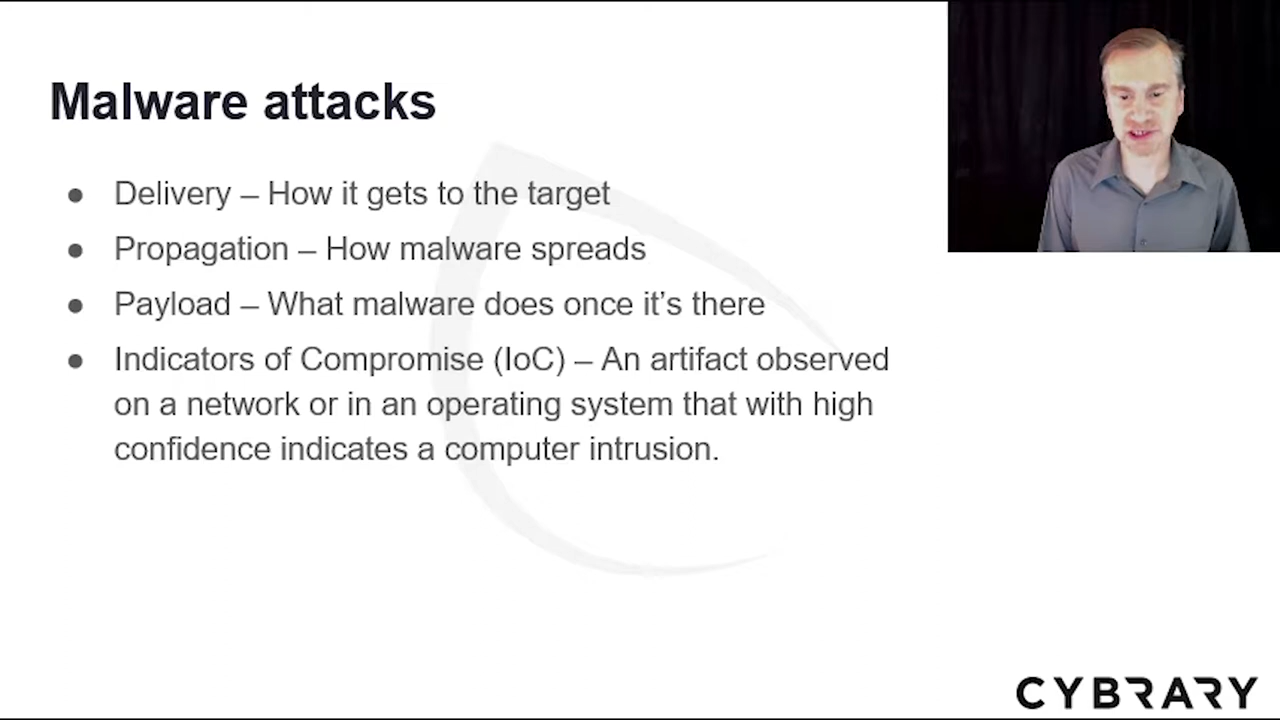 Malware attacks
● Delivery – How it gets to the target
● Propagation – How malware spreads
● Payload – What malware does once it’s there
● Indicators of Compromise (IoC) – An artifact observed
on a network or in an operating system that with high
confidence indicates a computer intrusion.
CYBRARY